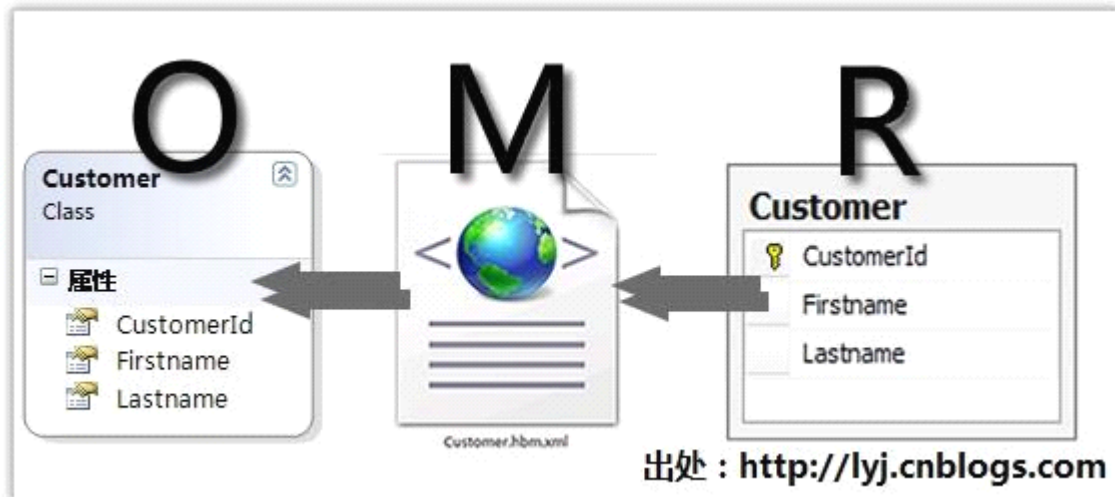 O M R
Customer
Class
属性
CustomerId
Firstname
Lastname
< >
Customer.hbm.xml
Customer
CustomerId
Firstname
Lastname
出处：http://lyj.cnblogs.com